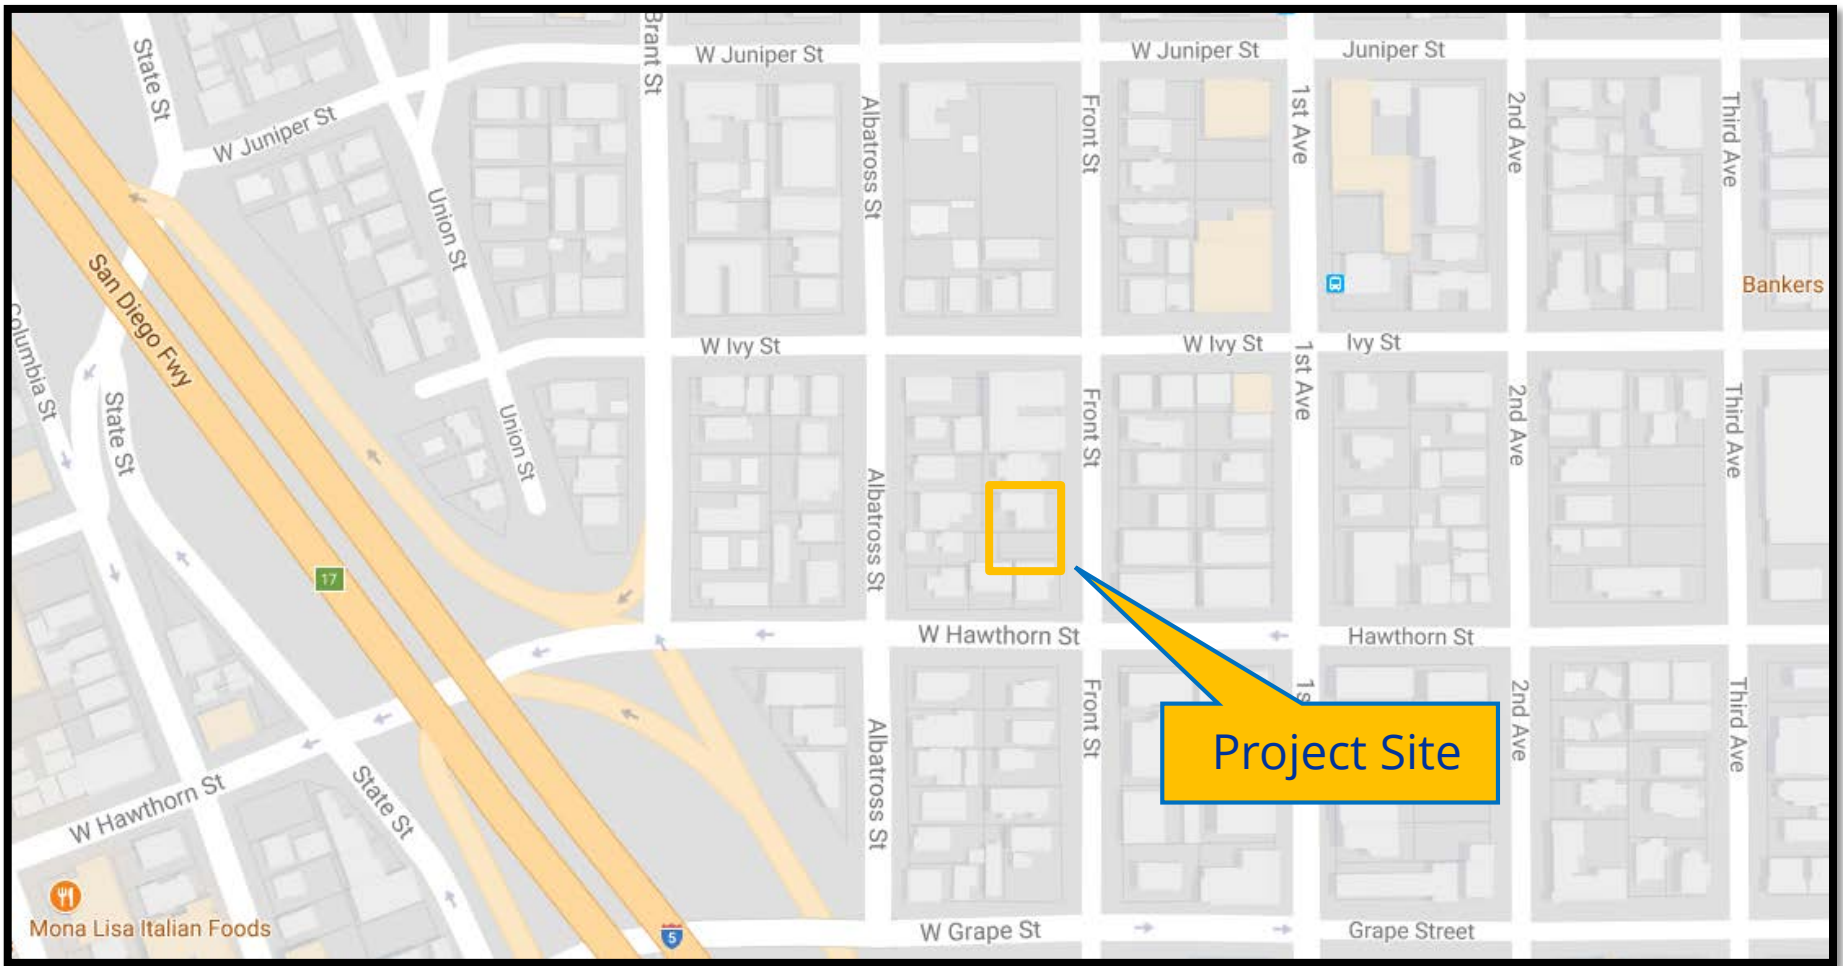 Brant St
State St
W Juniper St
W Juniper St
Juniper St
W Juniper St
Albatross St
Front St
1st Ave
2nd Ave
Third Ave
Union St
San Diego Fwy
Bankers
Columbia St
W Ivy St
W Ivy St
Ivy St
1st Ave
State St
Union St
Front St
2nd Ave
Third Ave
Albatross St
17
W Hawthorn St
Hawthorn St
Front St
1s
2nd Ave
Third Ave
Albatross St
Project Site
State St
W Hawthorn St
Mona Lisa Italian Foods
5
W Grape St
Grape Street